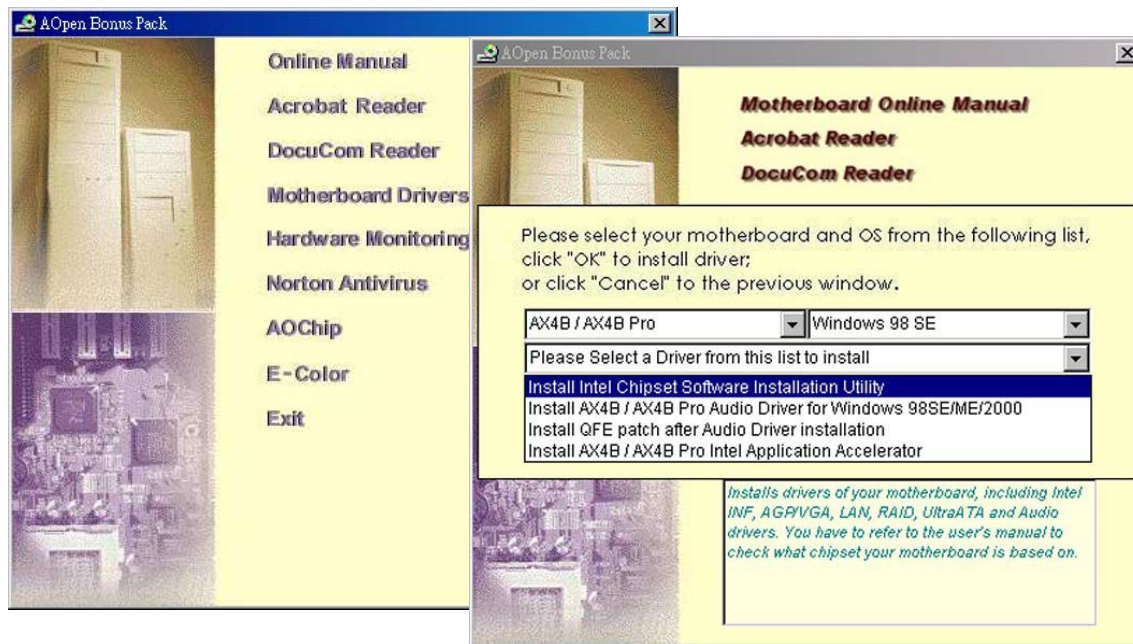 AOpen Bonus Pack
Online Manual
Acrobat Reader
DocuCom Reader
Motherboard Drivers
Hardware Monitoring
Norton Antivirus
AOChip
E-Color
Exit
AOpen Bonus Pack
Motherboard Online Manual
Acrobat Reader
DocuCom Reader
Please select your motherboard and OS from the following list,
click "OK" to install driver;
or click "Cancel" to the previous window.
AX4B / AX4B Pro
Windows 98 SE
Please Select a Driver from this list to install
Install Intel Chipset Software Installation Utility
Install AX4B / AX4B Pro Audio Driver for Windows 98SE/ME/2000
Install QFE patch after Audio Driver installation
Install AX4B / AX4B Pro Intel Application Accelerator
Installs drivers of your motherboard, including Intel
INF, AGP/VGA, LAN, RAID, UltraATA and Audio
drivers. You have to refer to the user's manual to
check what chipset your motherboard is based on.